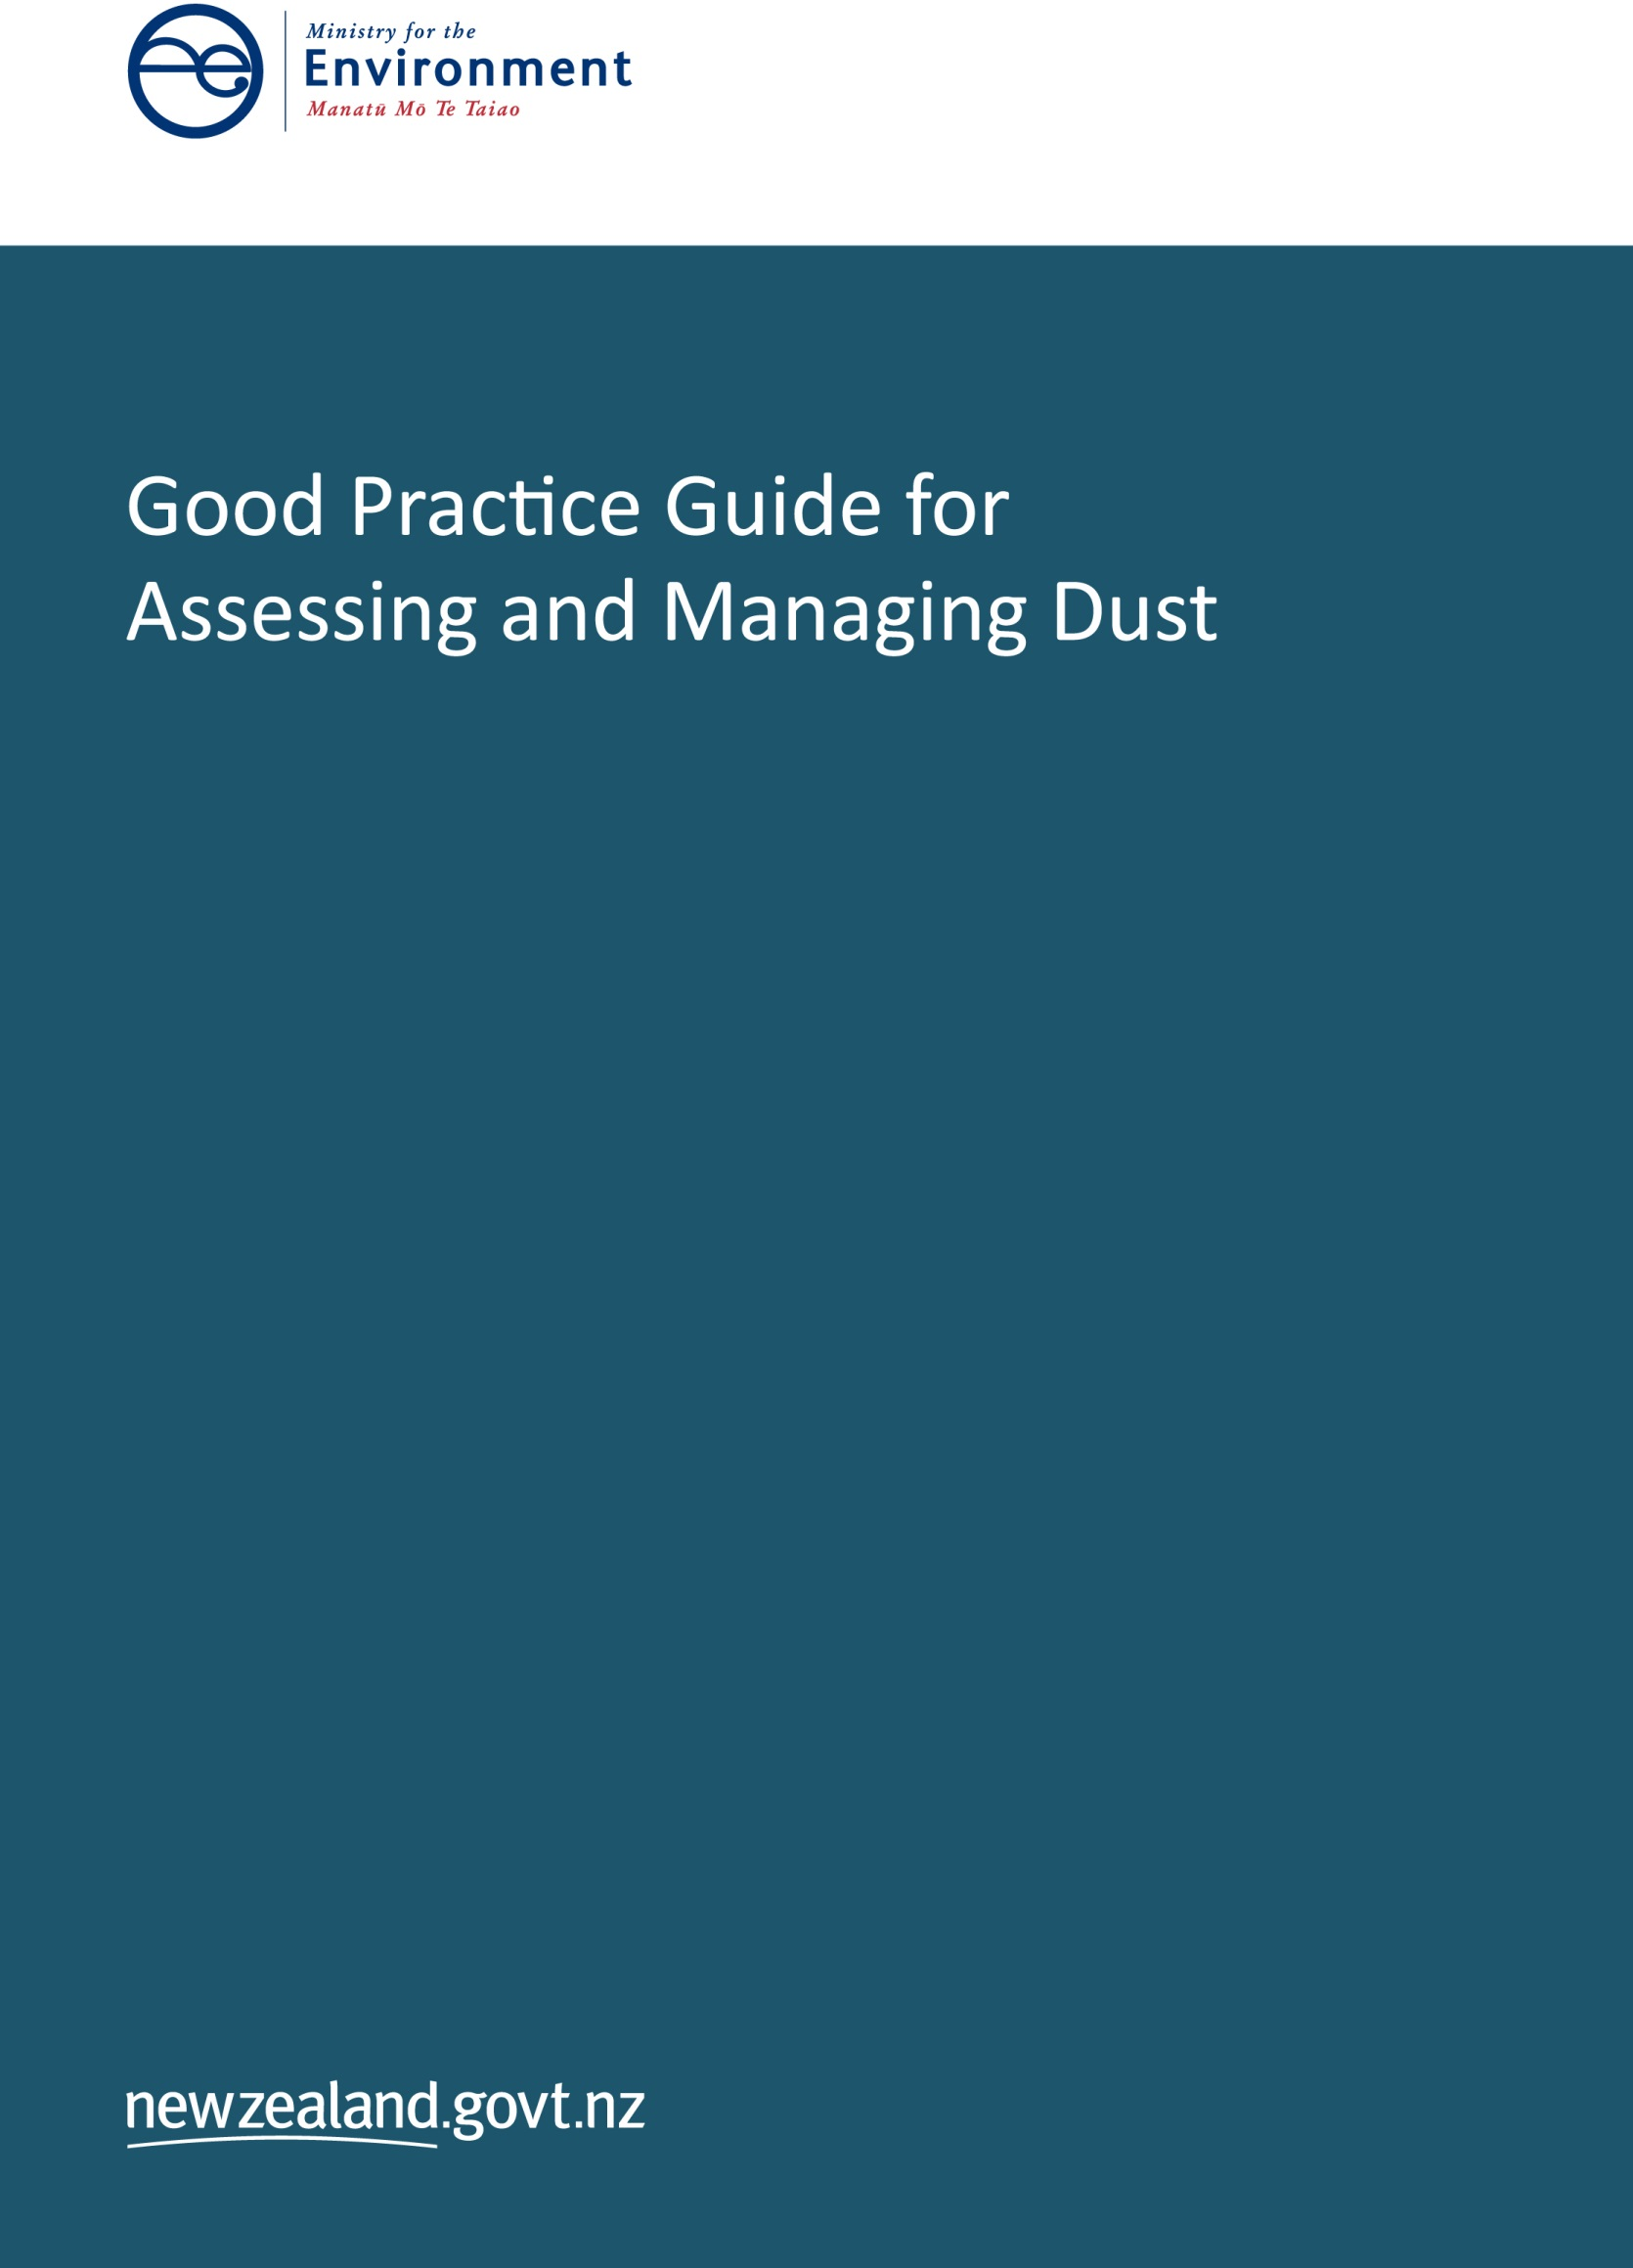 Ministry for the
Environment
Manatū Mō Te Taiao
Good Practice Guide for
Assessing and Managing Dust
newzealand.govt.nz